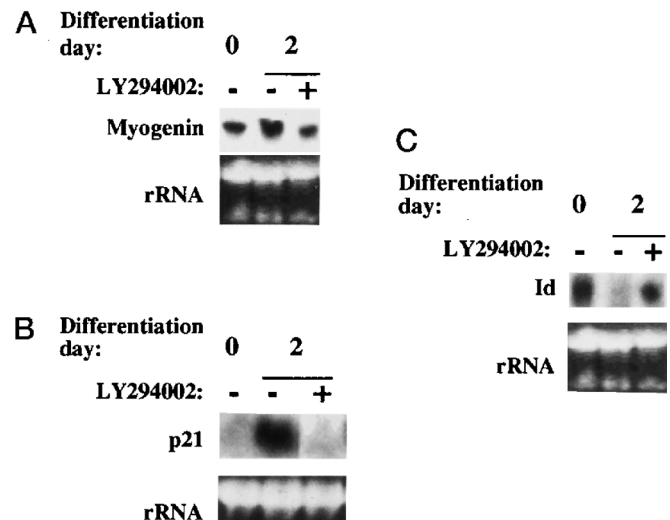 A
Differentiation
day:
0 2
LY294002: - - +
Myogenin
rRNA
B
Differentiation
day:
0 2
LY294002: - - +
p21
rRNA
C
Differentiation
day:
0 2
LY294002: - - +
Id
rRNA